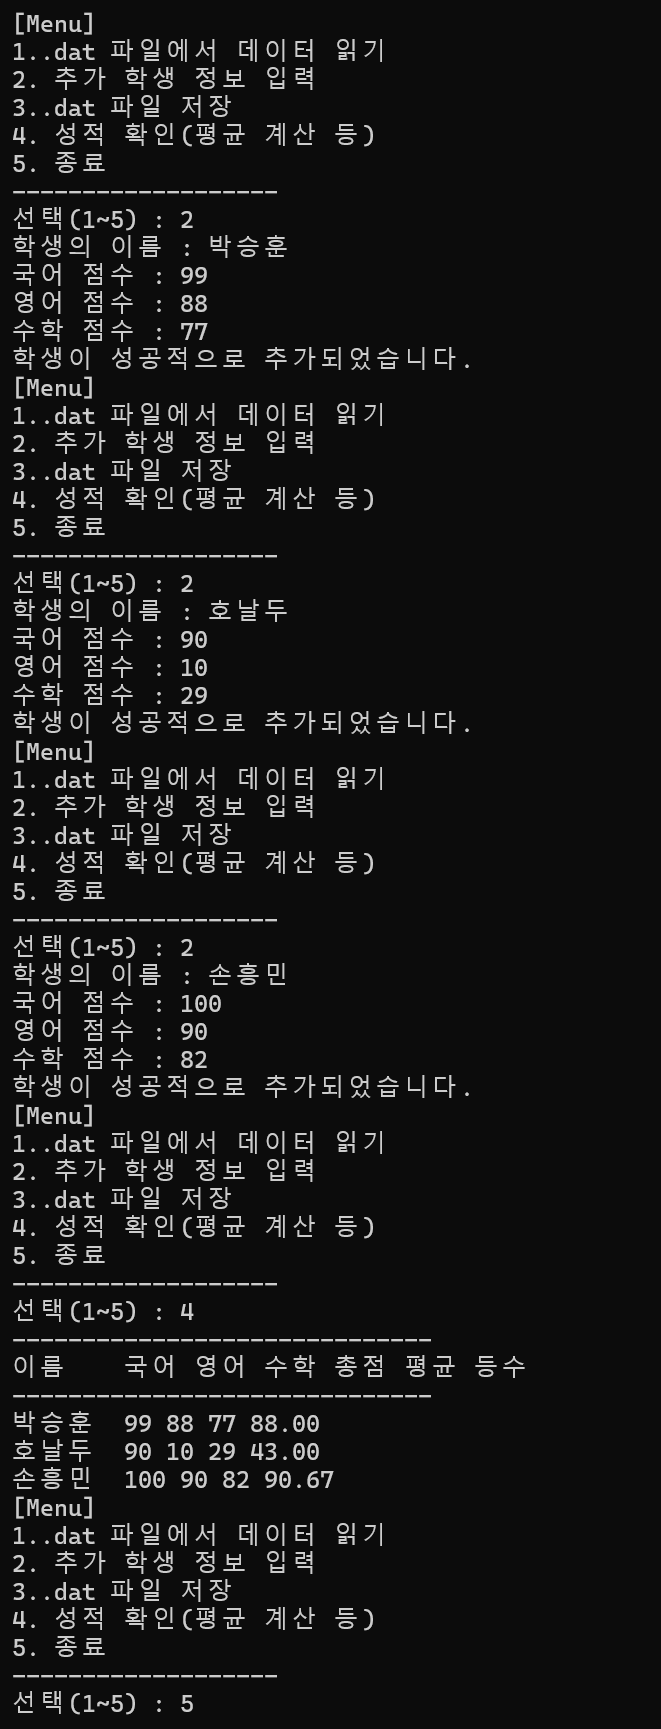 [Menu]
1..dat 파일에서 데이터 읽기
2. 추가 학생 정보 입력
3..dat 파일 저장
4. 성적 확인(평균 계산 등)
5. 종료
-------------------
선택(1~5) : 2
학생의 이름 : 박승훈
국어 점수 : 99
영어 점수 : 88
수학 점수 : 77
학생이 성공적으로 추가되었습니다.
[Menu]
1..dat 파일에서 데이터 읽기
2. 추가 학생 정보 입력
3..dat 파일 저장
4. 성적 확인(평균 계산 등)
5. 종료
-------------------
선택(1~5) : 2
학생의 이름 : 호날두
국어 점수 : 90
영어 점수 : 10
수학 점수 : 29
학생이 성공적으로 추가되었습니다.
[Menu]
1..dat 파일에서 데이터 읽기
2. 추가 학생 정보 입력
3..dat 파일 저장
4. 성적 확인(평균 계산 등)
5. 종료
-------------------
선택(1~5) : 2
학생의 이름 : 손흥민
국어 점수 : 100
영어 점수 : 90
수학 점수 : 82
학생이 성공적으로 추가되었습니다.
[Menu]
1..dat 파일에서 데이터 읽기
2. 추가 학생 정보 입력
3..dat 파일 저장
4. 성적 확인(평균 계산 등)
5. 종료
-------------------
선택(1~5) : 4
------------------------------
이름    국어 영어 수학 총점 평균 등수
------------------------------
박승훈  99 88 77 88.00
호날두  90 10 29 43.00
손흥민  100 90 82 90.67
[Menu]
1..dat 파일에서 데이터 읽기
2. 추가 학생 정보 입력
3..dat 파일 저장
4. 성적 확인(평균 계산 등)
5. 종료
-------------------
선택(1~5) : 5